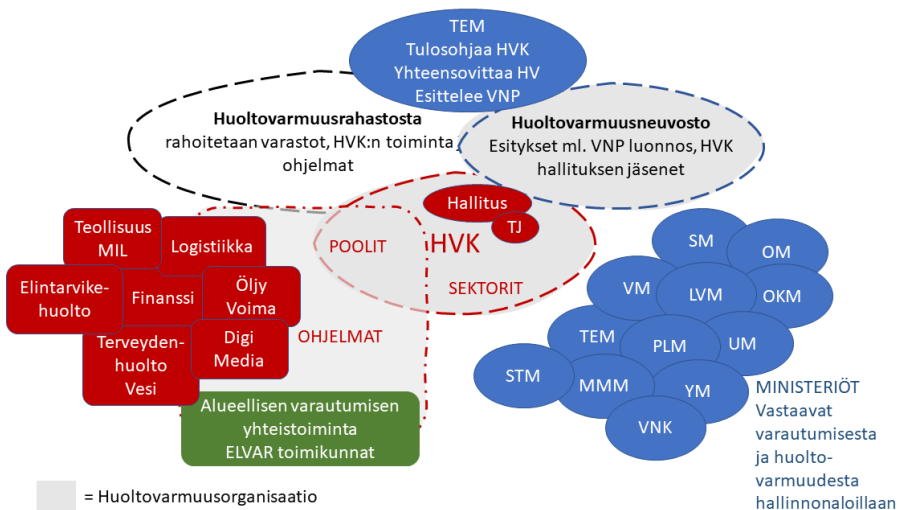 TEM
Tulosohjaa HVK
Yhteensovittaa HV
Esittelee VNP
Huoltovarmuusrahastosta
rahoitetaan varastot, HVK:n toiminta,
ohjelmat
Huoltovarmuusneuvosto
Esitykset ml. VNP luonnos, HVK
hallituksen jäsenet
Hallitus
TJ
HVK
POOLIT
SEKTORIT
OHJELMAT
Teollisuus
MIL
Logistiikka
Elintarvike-
huolto
Finanssi
Öljy
Voima
Terveyden-
huolto
Vesi
Digi
Media
Alueellisen varautumisen
yhteistoiminta
ELVAR toimikunnat
SM
OM
VM
LVM
OKM
TEM
PLM
UM
STM
MMM
YM
VNK
MINISTERIÖT
Vastaavat
varautumisesta
ja huolto-
varmuudesta
hallinnonaloillaan
= Huoltovarmuusorganisaatio